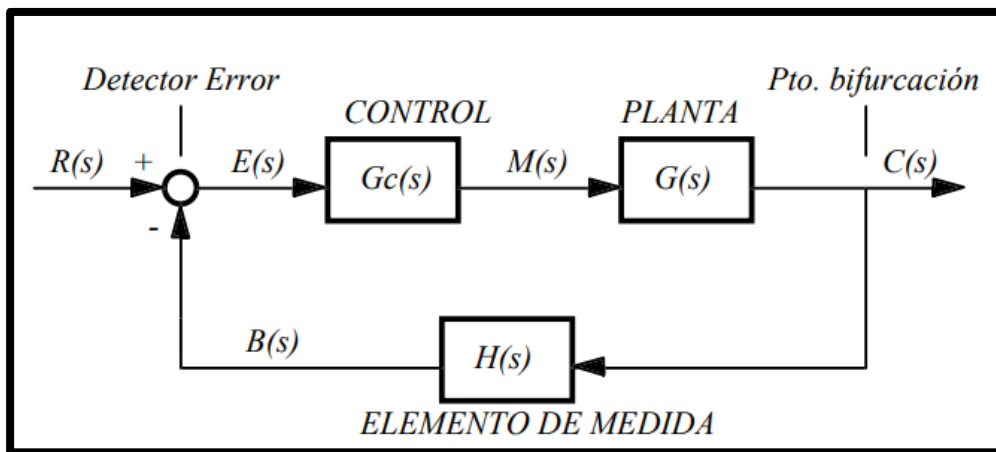 Detector Error
Pto. bifurcación
CONTROL
PLANTA
R(s)
+
E(s)
Gc(s)
M(s)
G(s)
C(s)
-
B(s)
H(s)
ELEMENTO DE MEDIDA